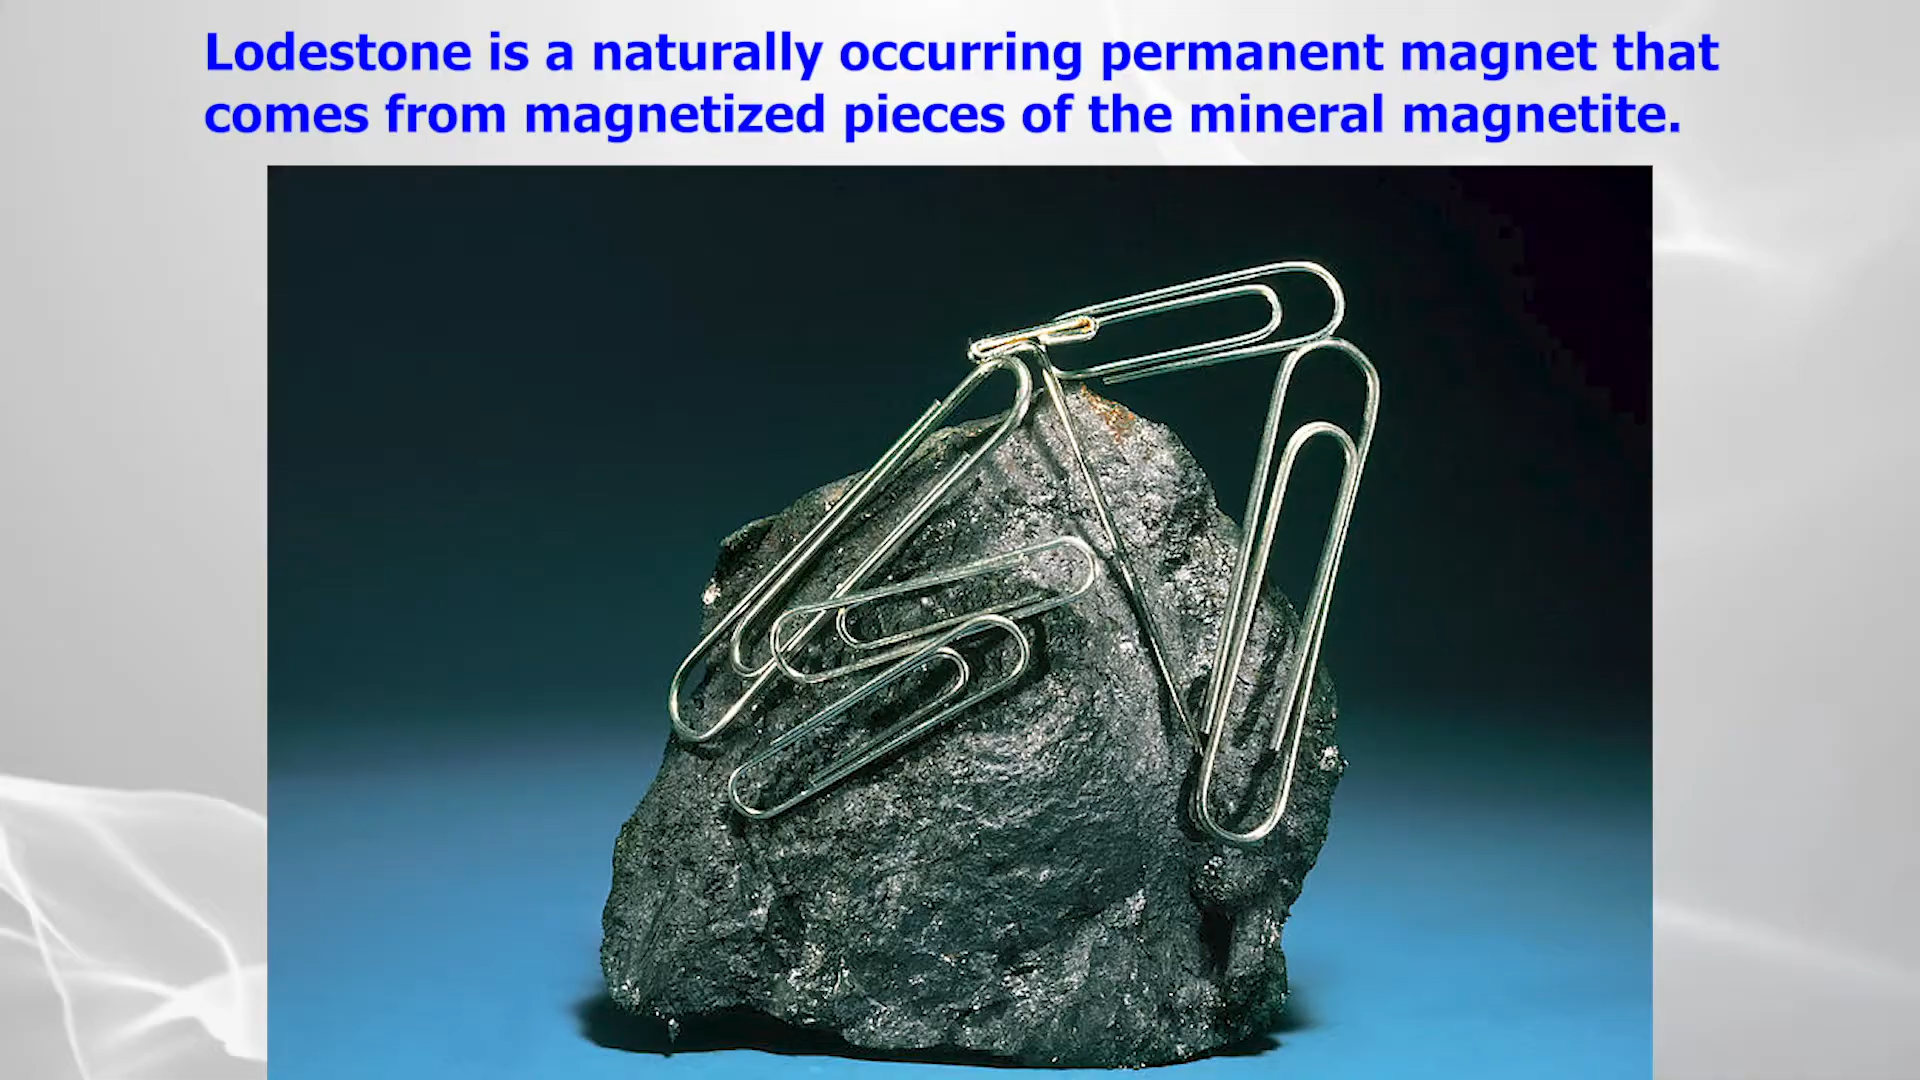 Lodestone is a naturally occurring permanent magnet that
comes from magnetized pieces of the mineral magnetite.